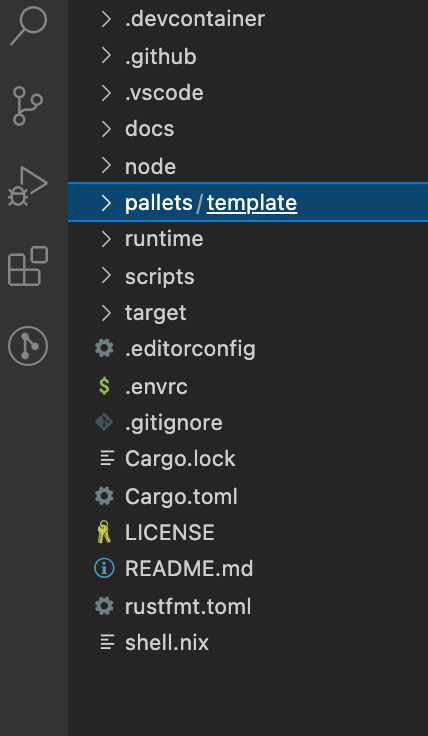 .devcontainer
.github
.vscode
docs
node
pallets/template
runtime
scripts
target
.editorconfig
$ .envrc
.gitignore
Cargo.lock
Cargo.toml
LICENSE
README.md
rustfmt.toml
shell.nix